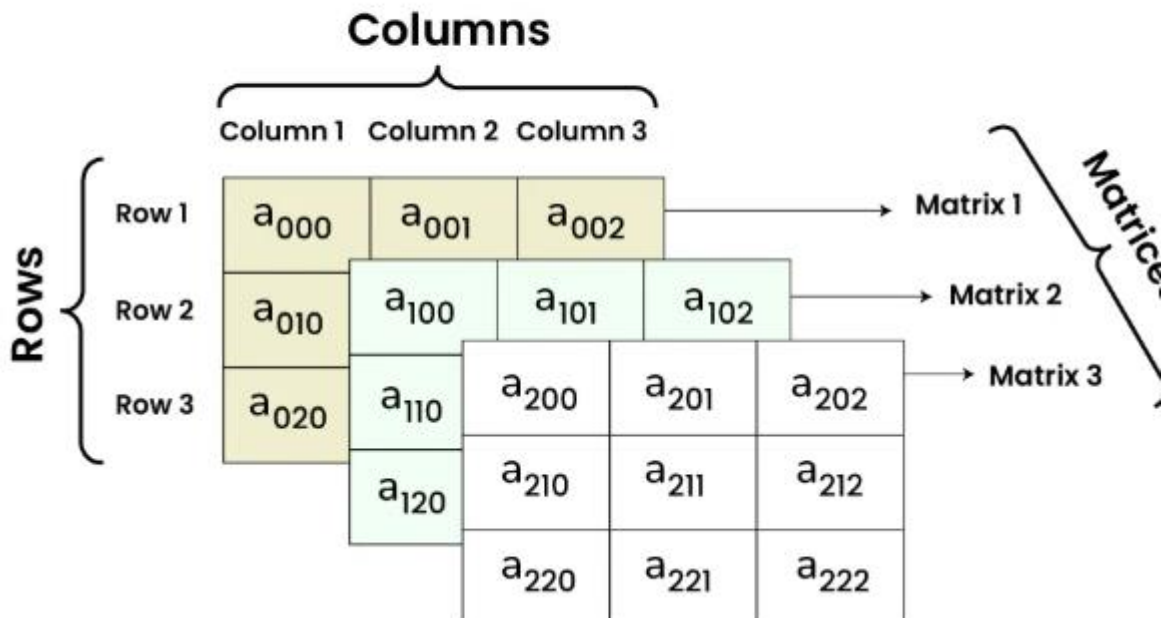 Columns
Column 1 Column 2 Column 3
Rows
Row 1 a000 a001 a002 Matrix 1
Row 2 a010 a100 a101 a102 Matrix 2
Row 3 a020 a110 a200 a201 a202 Matrix 3
a120 a210 a211 a212
a220 a221 a222